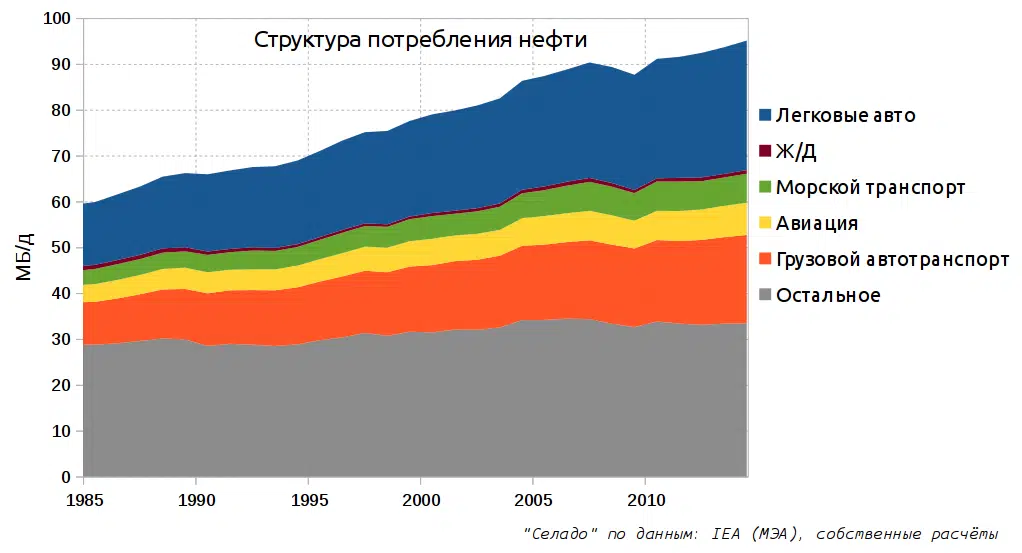 Структура потребления нефти
МБ/д
100
90
80
70
60
50
40
30
20
10
0
1985 1990 1995 2000 2005 2010
Легковые авто
Ж/Д
Морской транспорт
Авиация
Грузовой автотранспорт
Остальное
"Селадо" по данным: IEA (МЭА), собственные расчёты